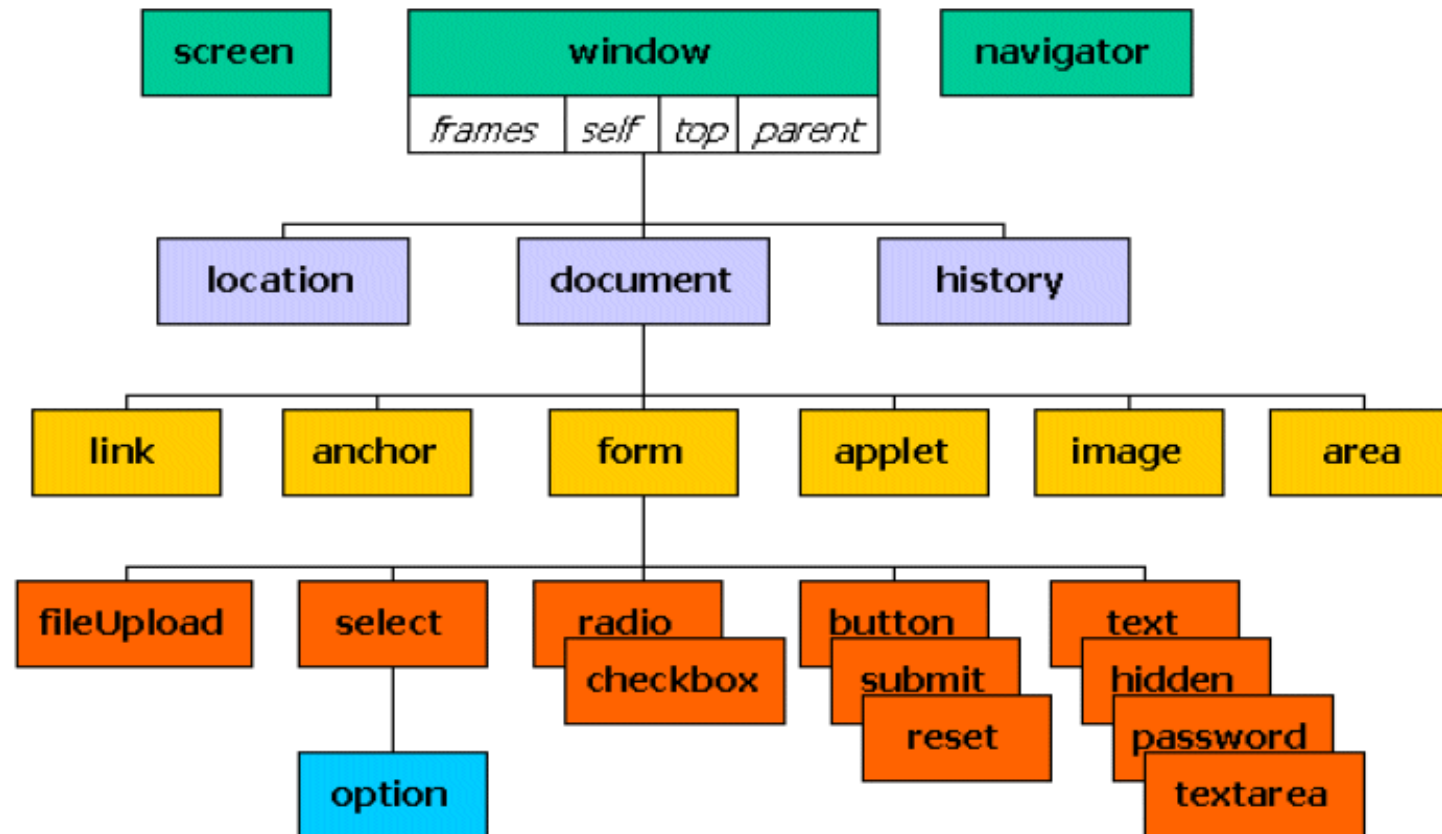 screen window navigator
frames self top parent
location document history
link anchor form applet image area
fileUpload select radio button text
checkbox submit hidden
reset password
option textarea